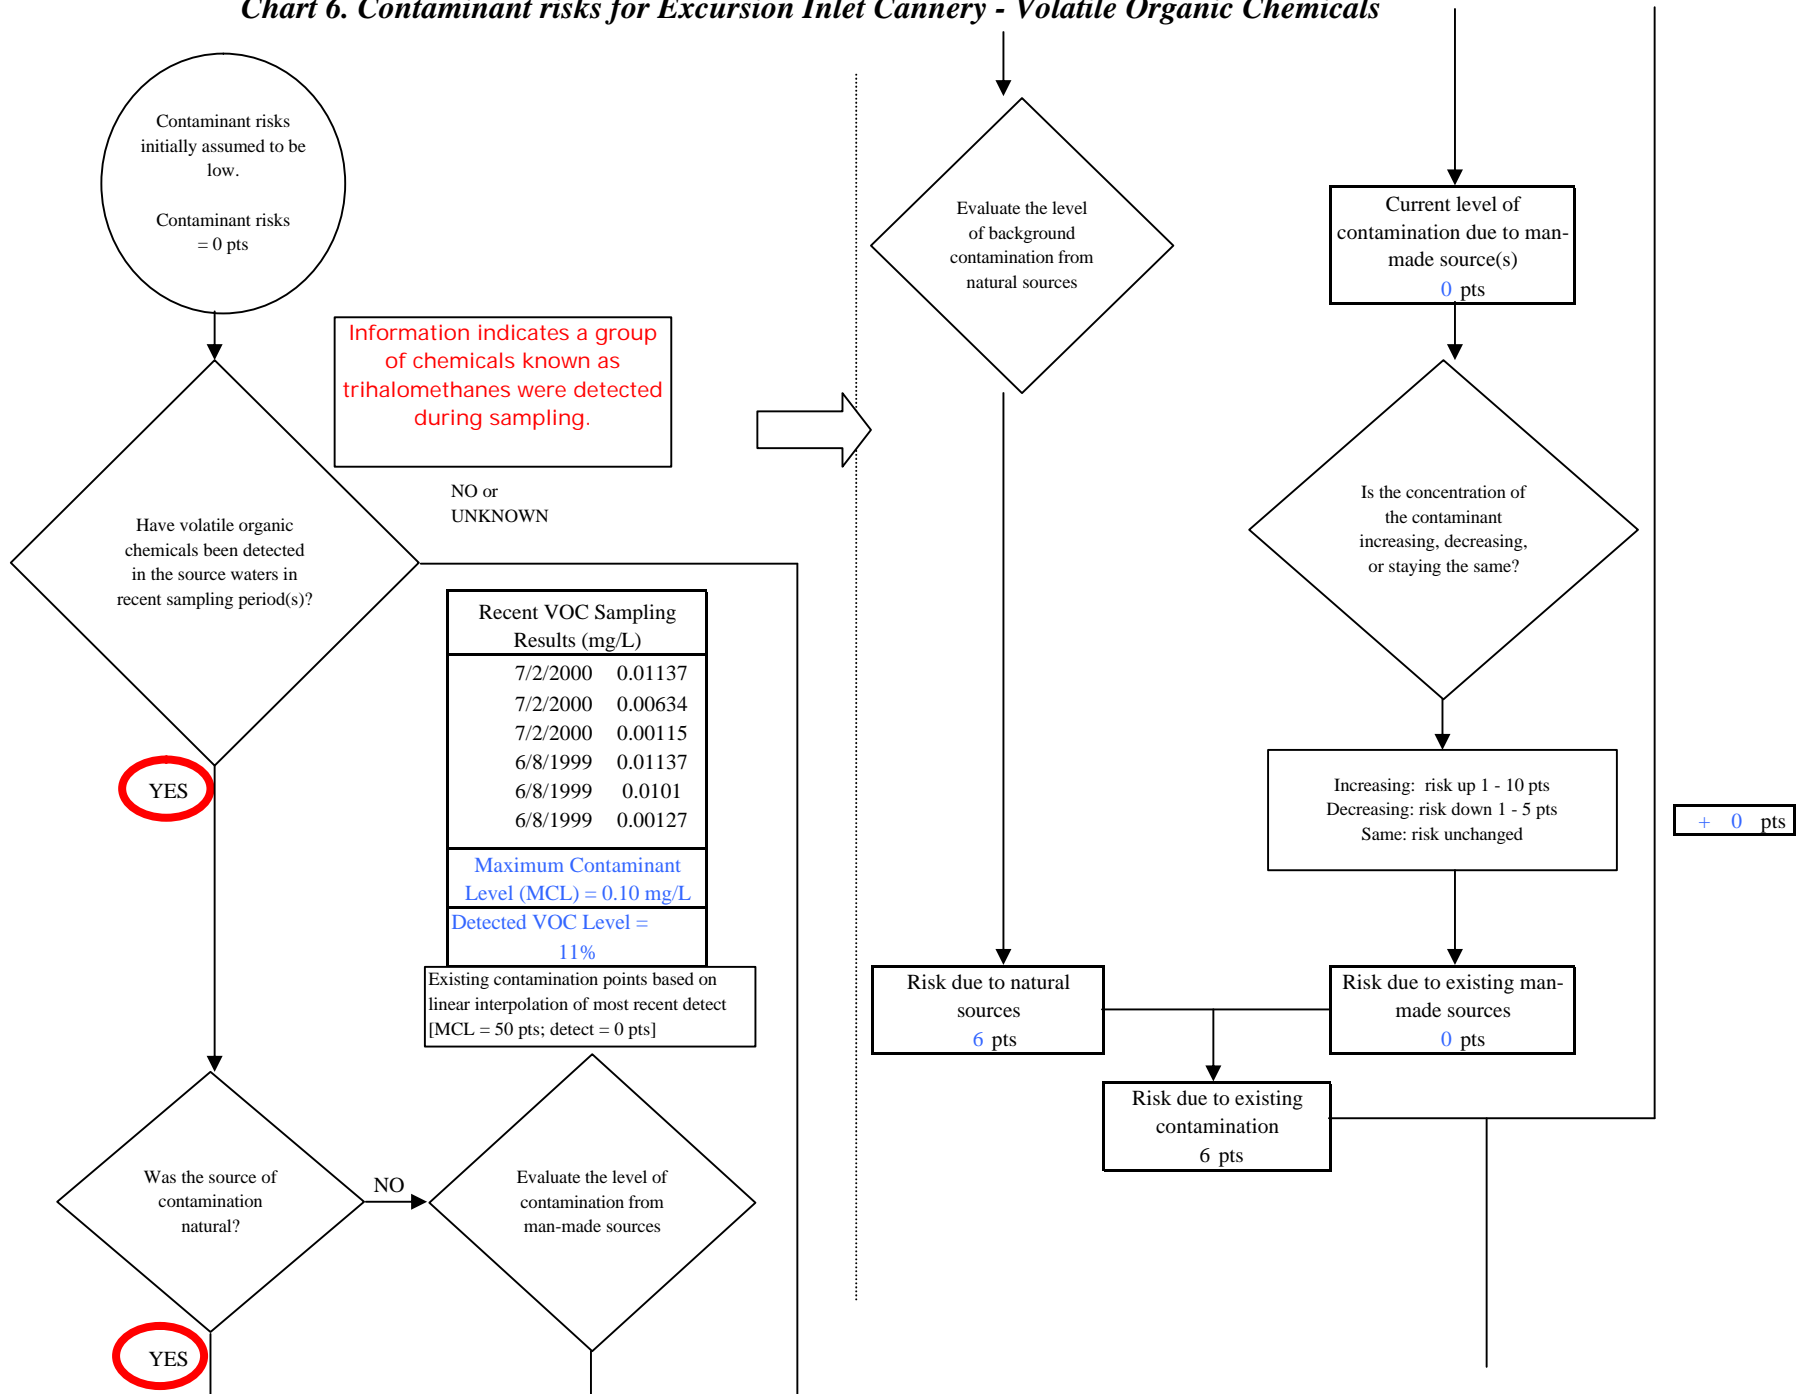 Chart 6. Contaminant risks for Excursion Inlet Cannery - Volatile Organic Chemicals
Contaminant risks
initially assumed to be
low.
Contaminant risks
= 0 pts
Information indicates a group
of chemicals known as
trihalomethanes were detected
during sampling.
NO or
UNKNOWN
Have volatile organic
chemicals been detected
in the source waters in
recent sampling period(s)?
YES
Recent VOC Sampling
Results (mg/L)
7/2/2000 0.01137
7/2/2000 0.00634
7/2/2000 0.00115
6/8/1999 0.01137
6/8/1999 0.0101
6/8/1999 0.00127
Maximum Contaminant
Level (MCL) = 0.10 mg/L
Detected VOC Level =
11%
Existing contamination points based on
linear interpolation of most recent detect
[MCL = 50 pts; detect = 0 pts]
Was the source of
contamination
natural?
NO
YES
Evaluate the level of
contamination from
man-made sources
Evaluate the level
of background
contamination from
natural sources
Current level of
contamination due to man-
made source(s)
0 pts
Is the concentration of
the contaminant
increasing, decreasing,
or staying the same?
Increasing: risk up 1 - 10 pts
Decreasing: risk down 1 - 5 pts
Same: risk unchanged
+ 0 pts
Risk due to natural
sources
6 pts
Risk due to existing man-
made sources
0 pts
Risk due to existing
contamination
6 pts